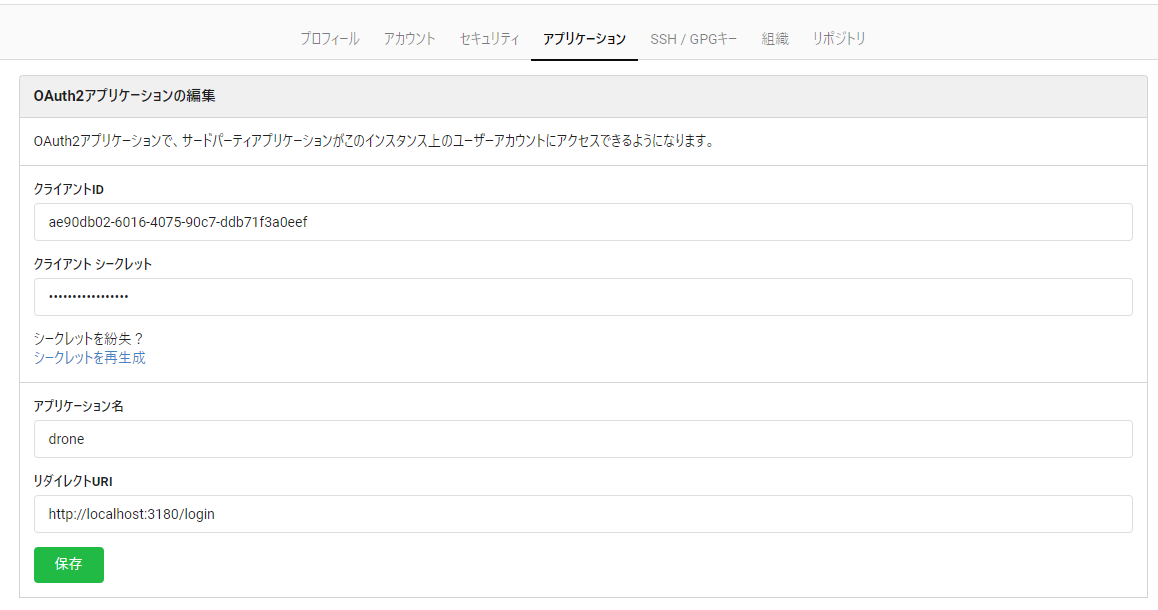 プロフィール アカウント セキュリティ アプリケーション SSH / GPGキー 組織 リポジトリ
OAuth2アプリケーションの編集
OAuth2アプリケーションで、サードパーティアプリケーションがこのインスタンス上のユーザーアカウントにアクセスできるようになります。
クライアントID
ae90db02-6016-4075-90c7-ddb71f3a0eef
クライアント シークレット
•••••••••••••••••
シークレットを紛失？
シークレットを再生成
アプリケーション名
drone
リダイレクトURI
http://localhost:3180/login
保存